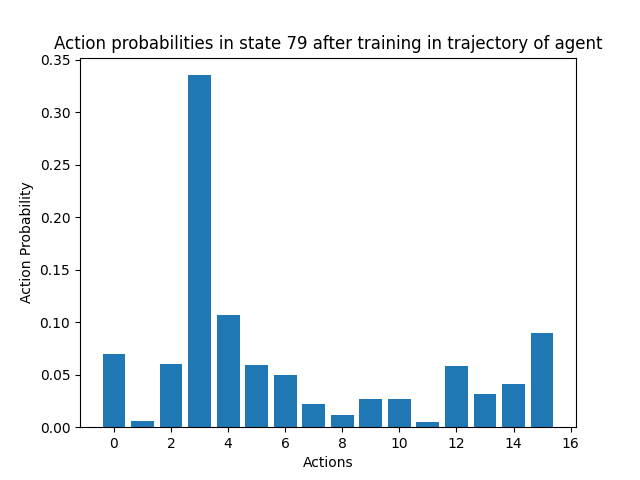 Action probabilities in state 79 after training in trajectory of agent
0.35
0.30
0.25
0.20
0.15
0.10
0.05
0.00
Action Probability
0 2 4 6 8 10 12 14 16
Actions